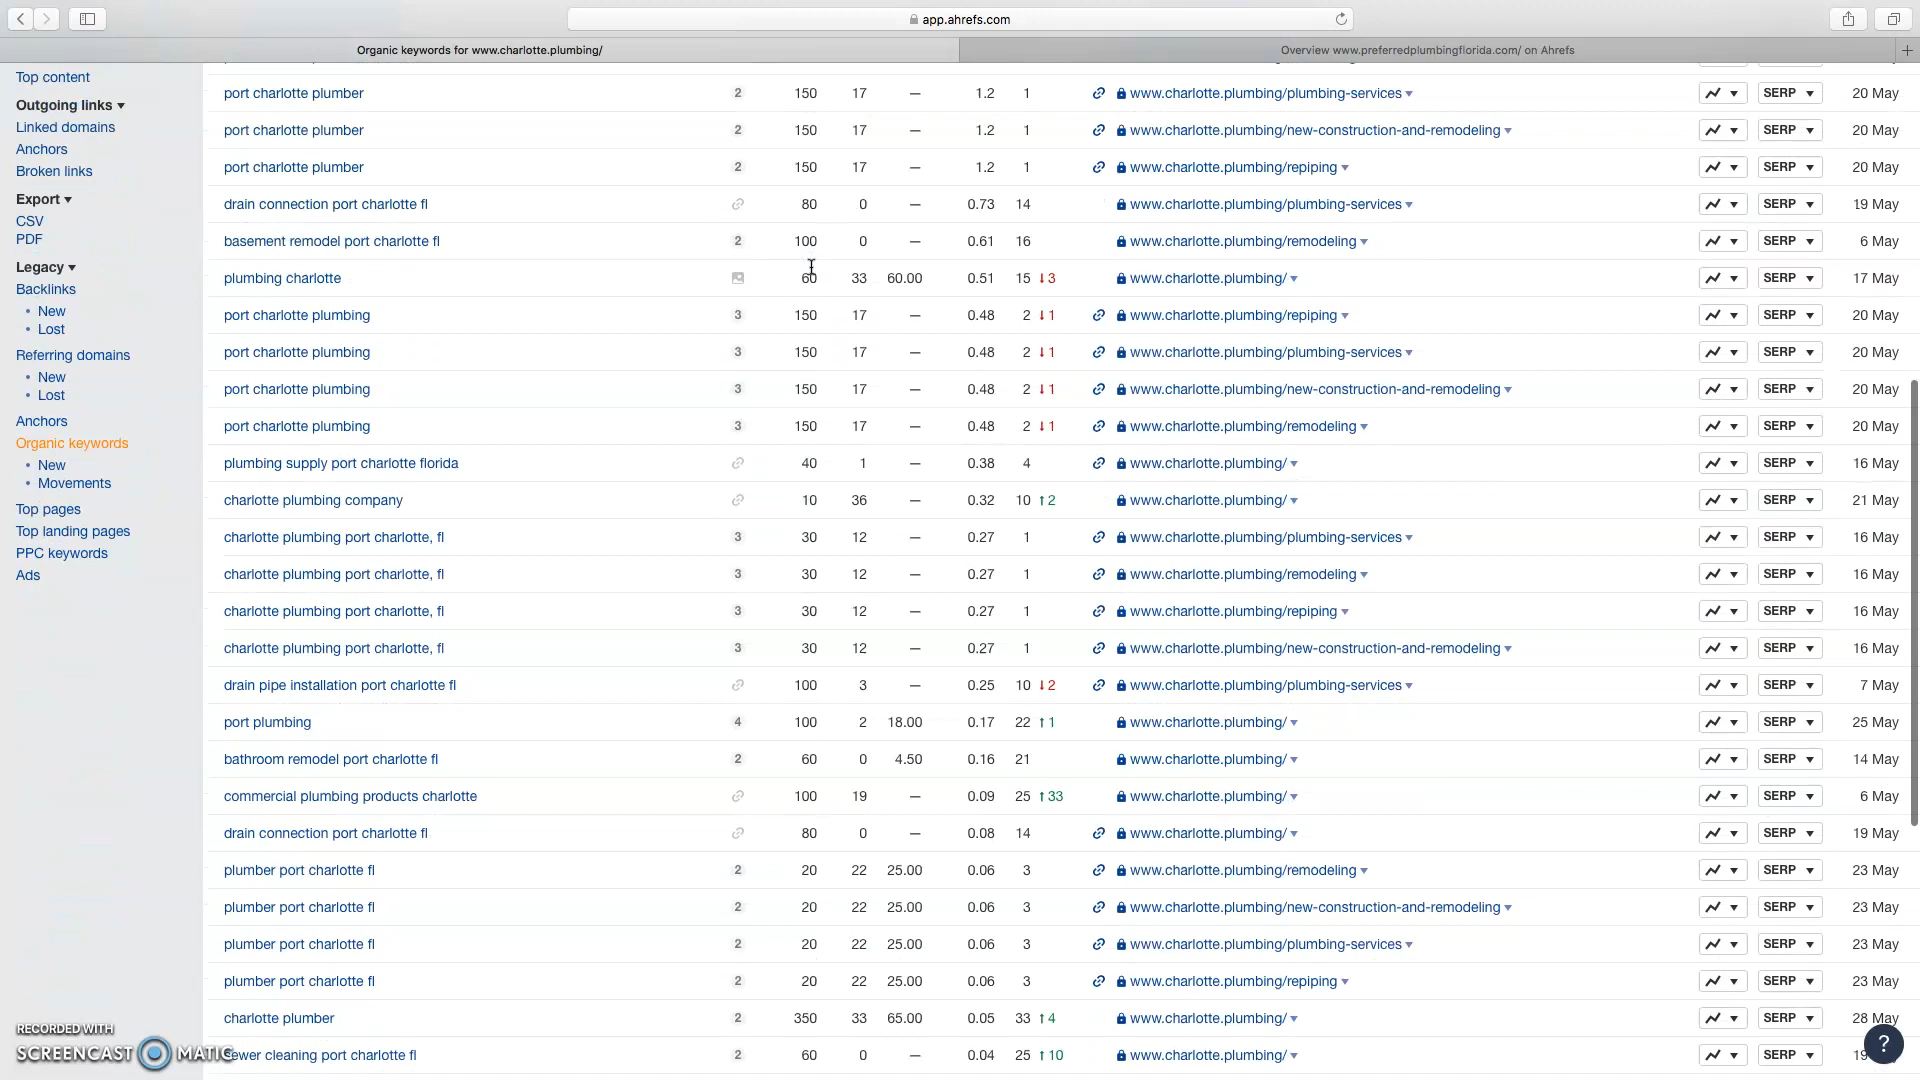 app.ahrefs.com
Organic keywords for www.charlotte.plumbing/
Overview www.preferredplumbingflorida.com/ on Ahrefs
Top content
Outgoing links
Linked domains
Anchors
Broken links
Export
CSV
PDF
Legacy
Backlinks
New
Lost
Referring domains
New
Lost
Anchors
Organic keywords
New
Movements
Top pages
Top landing pages
PPC keywords
Ads
port charlotte plumber 2 150 17 — 1.2 1 www.charlotte.plumbing/plumbing-services SERP 20 May
port charlotte plumber 2 150 17 — 1.2 1 www.charlotte.plumbing/new-construction-and-remodeling SERP 20 May
port charlotte plumber 2 150 17 — 1.2 1 www.charlotte.plumbing/repiping SERP 20 May
drain connection port charlotte fl 80 0 — 0.73 14 www.charlotte.plumbing/plumbing-services SERP 19 May
basement remodel port charlotte fl 2 100 0 — 0.61 16 www.charlotte.plumbing/remodeling SERP 6 May
plumbing charlotte 60 33 60.00 0.51 15 ↓3 www.charlotte.plumbing/ SERP 17 May
port charlotte plumbing 3 150 17 — 0.48 2 ↓1 www.charlotte.plumbing/repiping SERP 20 May
port charlotte plumbing 3 150 17 — 0.48 2 ↓1 www.charlotte.plumbing/plumbing-services SERP 20 May
port charlotte plumbing 3 150 17 — 0.48 2 ↓1 www.charlotte.plumbing/new-construction-and-remodeling SERP 20 May
port charlotte plumbing 3 150 17 — 0.48 2 ↓1 www.charlotte.plumbing/remodeling SERP 20 May
plumbing supply port charlotte florida 40 1 — 0.38 4 www.charlotte.plumbing/ SERP 16 May
charlotte plumbing company 10 36 — 0.32 10 ↑2 www.charlotte.plumbing/ SERP 21 May
charlotte plumbing port charlotte, fl 3 30 12 — 0.27 1 www.charlotte.plumbing/plumbing-services SERP 16 May
charlotte plumbing port charlotte, fl 3 30 12 — 0.27 1 www.charlotte.plumbing/remodeling SERP 16 May
charlotte plumbing port charlotte, fl 3 30 12 — 0.27 1 www.charlotte.plumbing/repiping SERP 16 May
charlotte plumbing port charlotte, fl 3 30 12 — 0.27 1 www.charlotte.plumbing/new-construction-and-remodeling SERP 16 May
drain pipe installation port charlotte fl 100 3 — 0.25 10 ↓2 www.charlotte.plumbing/plumbing-services SERP 7 May
port plumbing 4 100 2 18.00 0.17 22 ↑1 www.charlotte.plumbing/ SERP 25 May
bathroom remodel port charlotte fl 2 60 0 4.50 0.16 21 www.charlotte.plumbing/ SERP 14 May
commercial plumbing products charlotte 100 19 — 0.09 25 ↑33 www.charlotte.plumbing/ SERP 6 May
drain connection port charlotte fl 80 0 — 0.08 14 www.charlotte.plumbing/ SERP 19 May
plumber port charlotte fl 2 20 22 25.00 0.06 3 www.charlotte.plumbing/remodeling SERP 23 May
plumber port charlotte fl 2 20 22 25.00 0.06 3 www.charlotte.plumbing/new-construction-and-remodeling SERP 23 May
plumber port charlotte fl 2 20 22 25.00 0.06 3 www.charlotte.plumbing/plumbing-services SERP 23 May
plumber port charlotte fl 2 20 22 25.00 0.06 3 www.charlotte.plumbing/repiping SERP 23 May
charlotte plumber 2 350 33 65.00 0.05 33 ↑4 www.charlotte.plumbing/ SERP 28 May
sewer cleaning port charlotte fl 2 60 0 — 0.04 25 ↑10 www.charlotte.plumbing/ SERP
?
RECORDED WITH
SCREENCAST MATIC